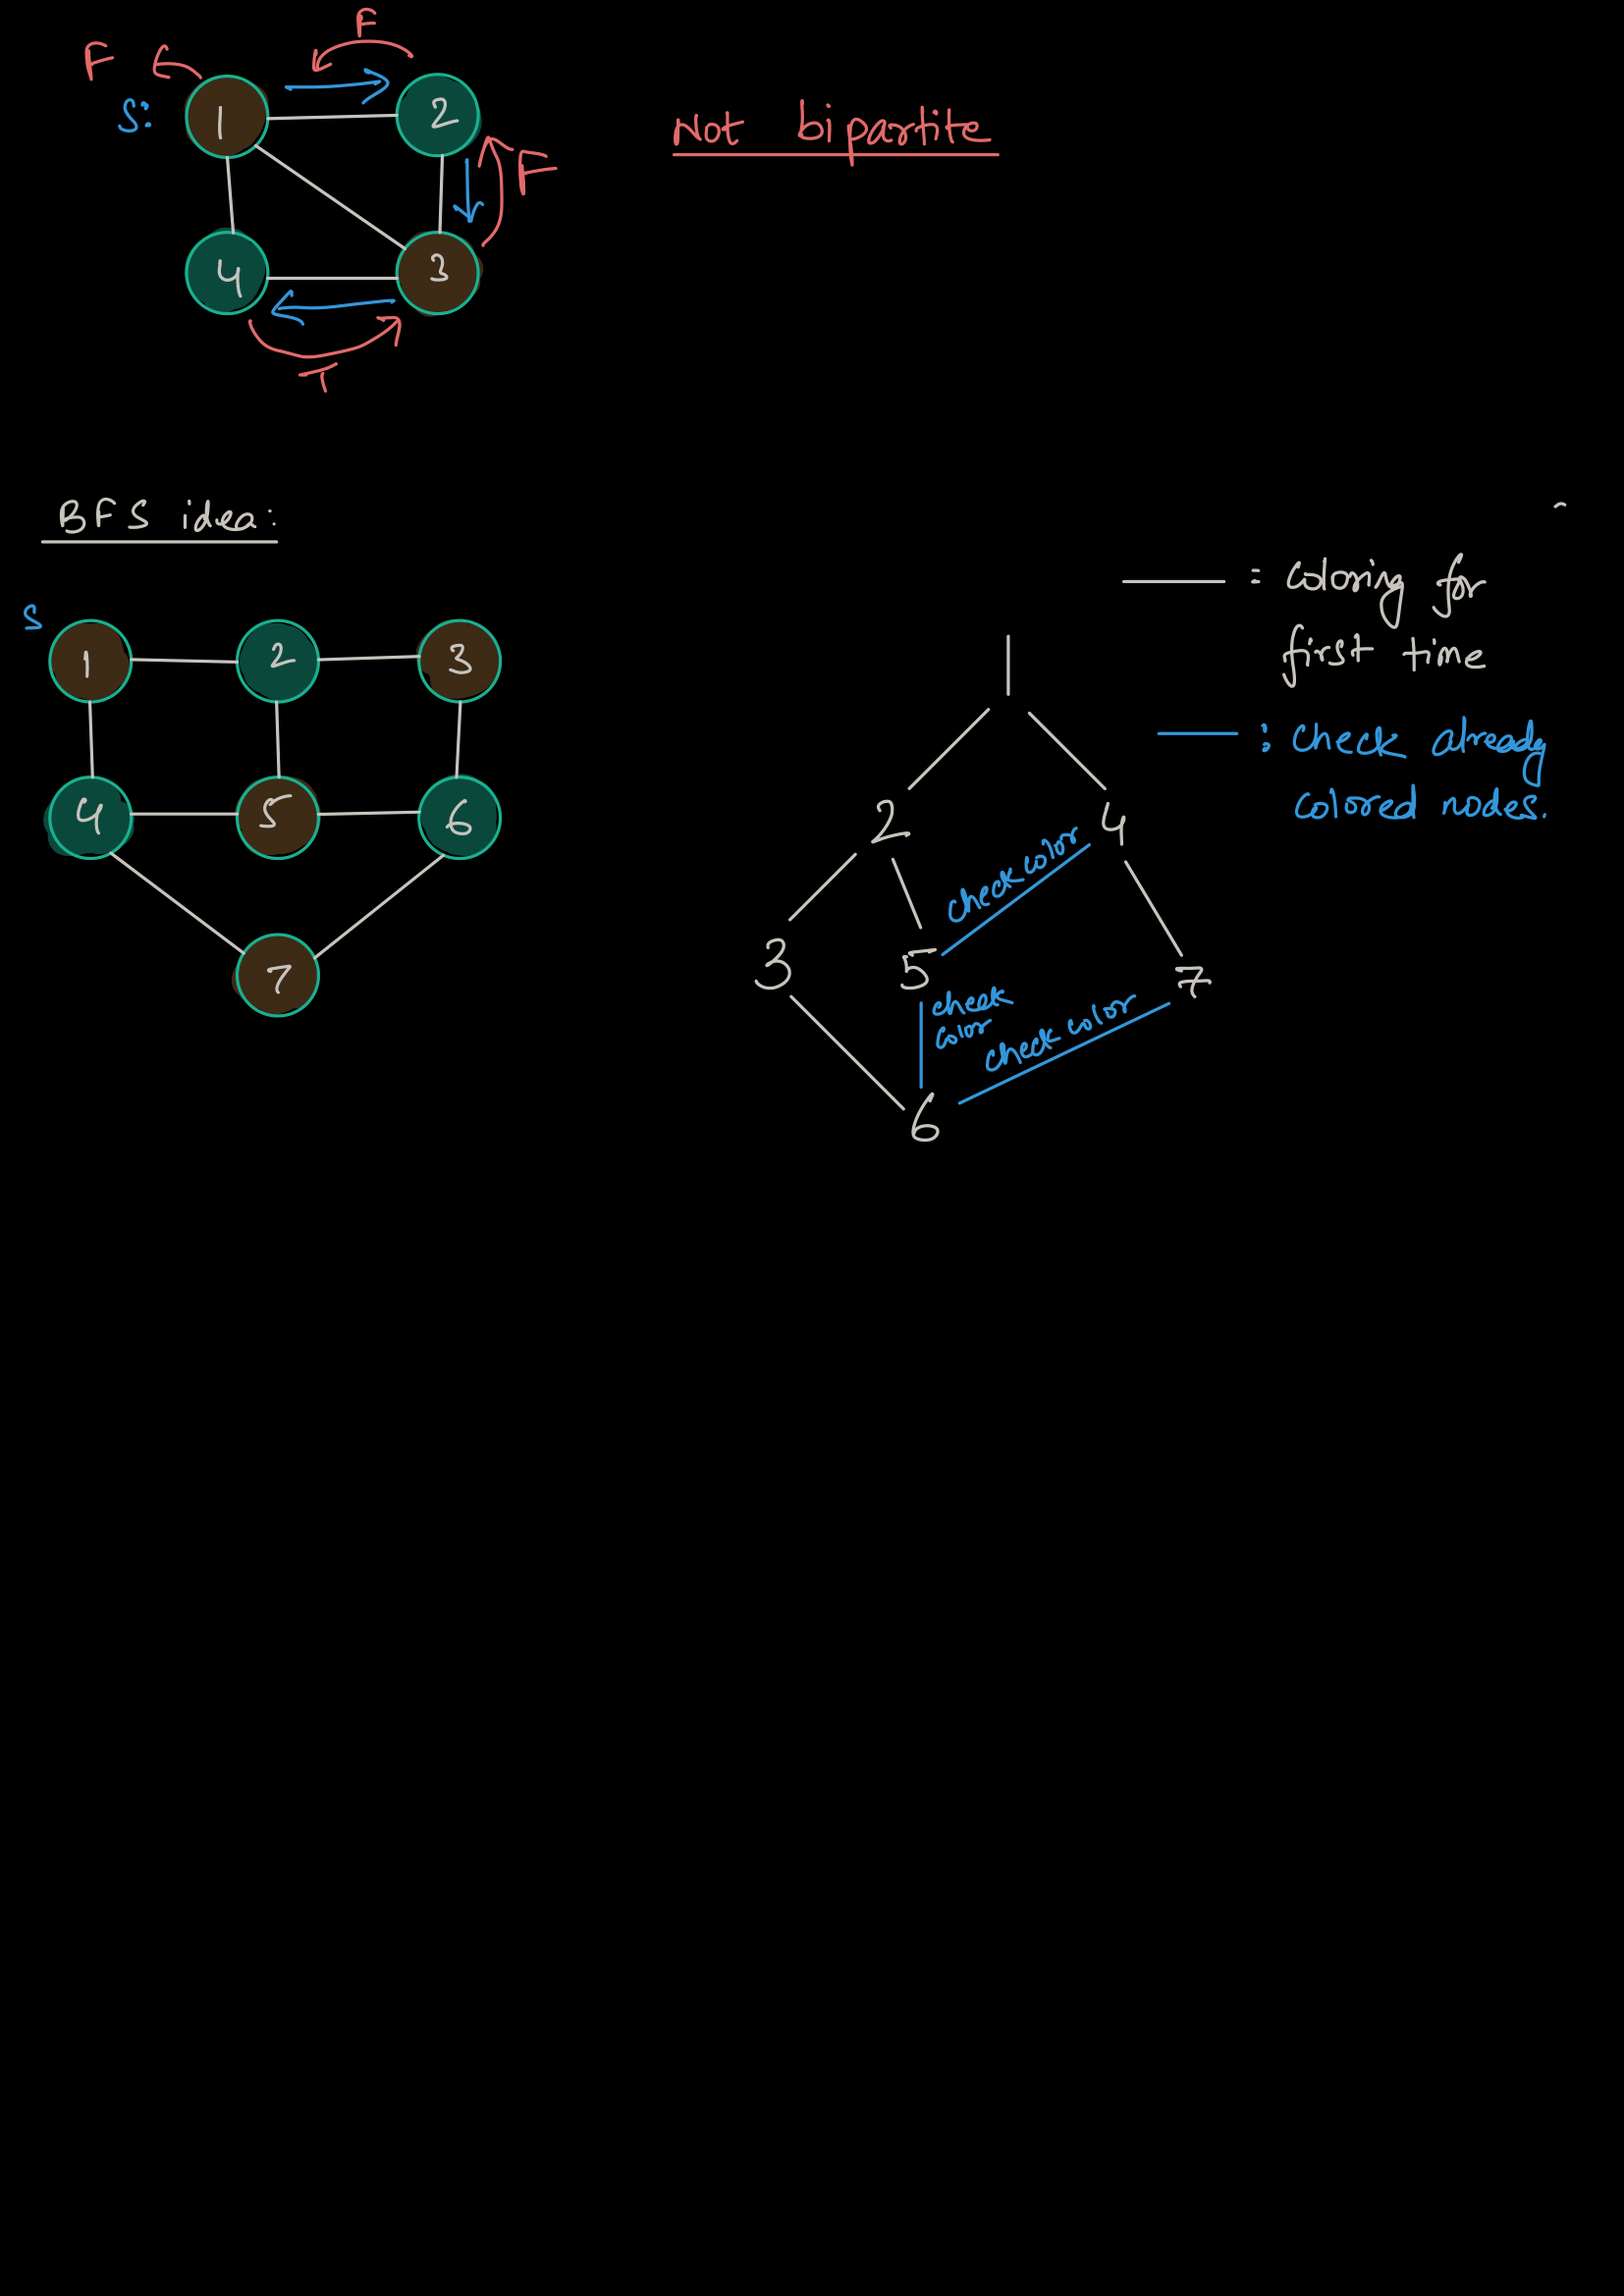 F
F
S:
1
2
Not bipartite
F
4
3
T
BFS idea:
S
1
2
3
4
5
6
7
: Coloring for
first time
: Check already
colored nodes.
1
2
4
check color
3
5
7
check
color
check color
6